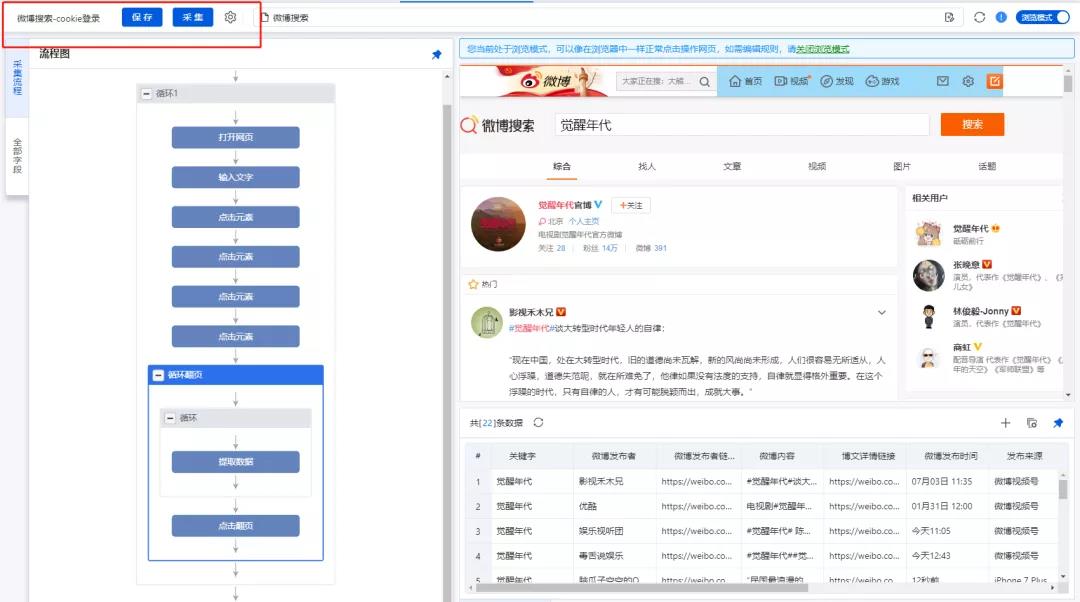 微博搜索-cookie登录
保存
采集
微博搜索
浏览模式
采集流程
全部字段
流程图
循环1
打开网页
输入文字
点击元素
点击元素
点击元素
点击元素
循环翻页
循环
提取数据
点击翻页
您当前处于浏览模式，可以像在浏览器中一样正常点击操作网页，如需编辑规则，请关闭浏览模式
微博
大家正在搜：大熊...
首页
视频
发现
游戏
微博搜索
觉醒年代
搜索
综合
找人
文章
视频
图片
话题
觉醒年代官博
+关注
北京 个人主页
电视剧觉醒年代官方微博
关注 28 | 粉丝 14万 | 微博 391
热门
影视禾木兄
#觉醒年代#谈大转型时代年轻人的自律：
"现在中国，处在大转型时代，旧的道德尚未瓦解，新的风尚尚未形成，人们很容易无所适从，人
心浮躁，道德失范呢，就在所难免了，他律如果没有法度的支持，自律就显得格外重要。在这个
浮躁的时代，只有自律的人，才有可能脱颖而出，成就大事。"
相关用户
觉醒年代
砥砺前行
张晚意
演员，代表作《觉醒年代》、《
儿女》
林俊毅-Jonny
演员，代表作《觉醒年代》
商虹
配音导演 代表作《觉醒年代》
年的天空》《军师联盟》等
共[22]条数据
# 关键字 微博发布者 微博发布者链... 微博内容 博文详情链接 微博发布时间 发布来源
1 觉醒年代 影视禾木兄 https://weibo.co... #觉醒年代#谈大... https://weibo.co... 07月03日 11:35 微博视频号
2 觉醒年代 优酷 https://weibo.co... 电视剧#觉醒年... https://weibo.co... 01月31日 12:00 微博视频号
3 觉醒年代 娱乐视听团 https://weibo.co... #觉醒年代# 陈... https://weibo.co... 今天11:05 微博视频号
4 觉醒年代 毒舌说娱乐 https://weibo.co... #觉醒年代##觉... https://weibo.co... 今天12:43 微博视频号
5 觉醒年代 https://weibo.co... https://weibo.co... 12秒前 iPhone 7 Plus